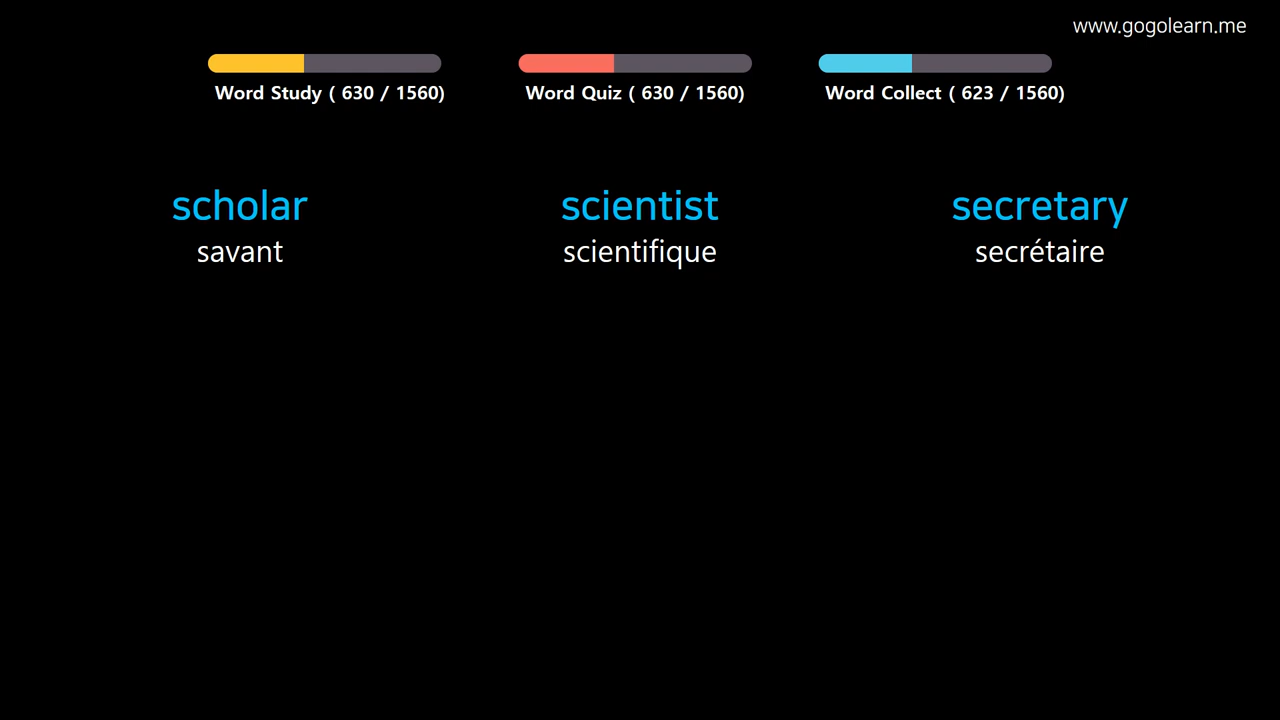 www.gogolearn.me
Word Study ( 630 / 1560)
Word Quiz ( 630 / 1560)
Word Collect ( 623 / 1560)
scholar
savant
scientist
scientifique
secretary
secrétaire